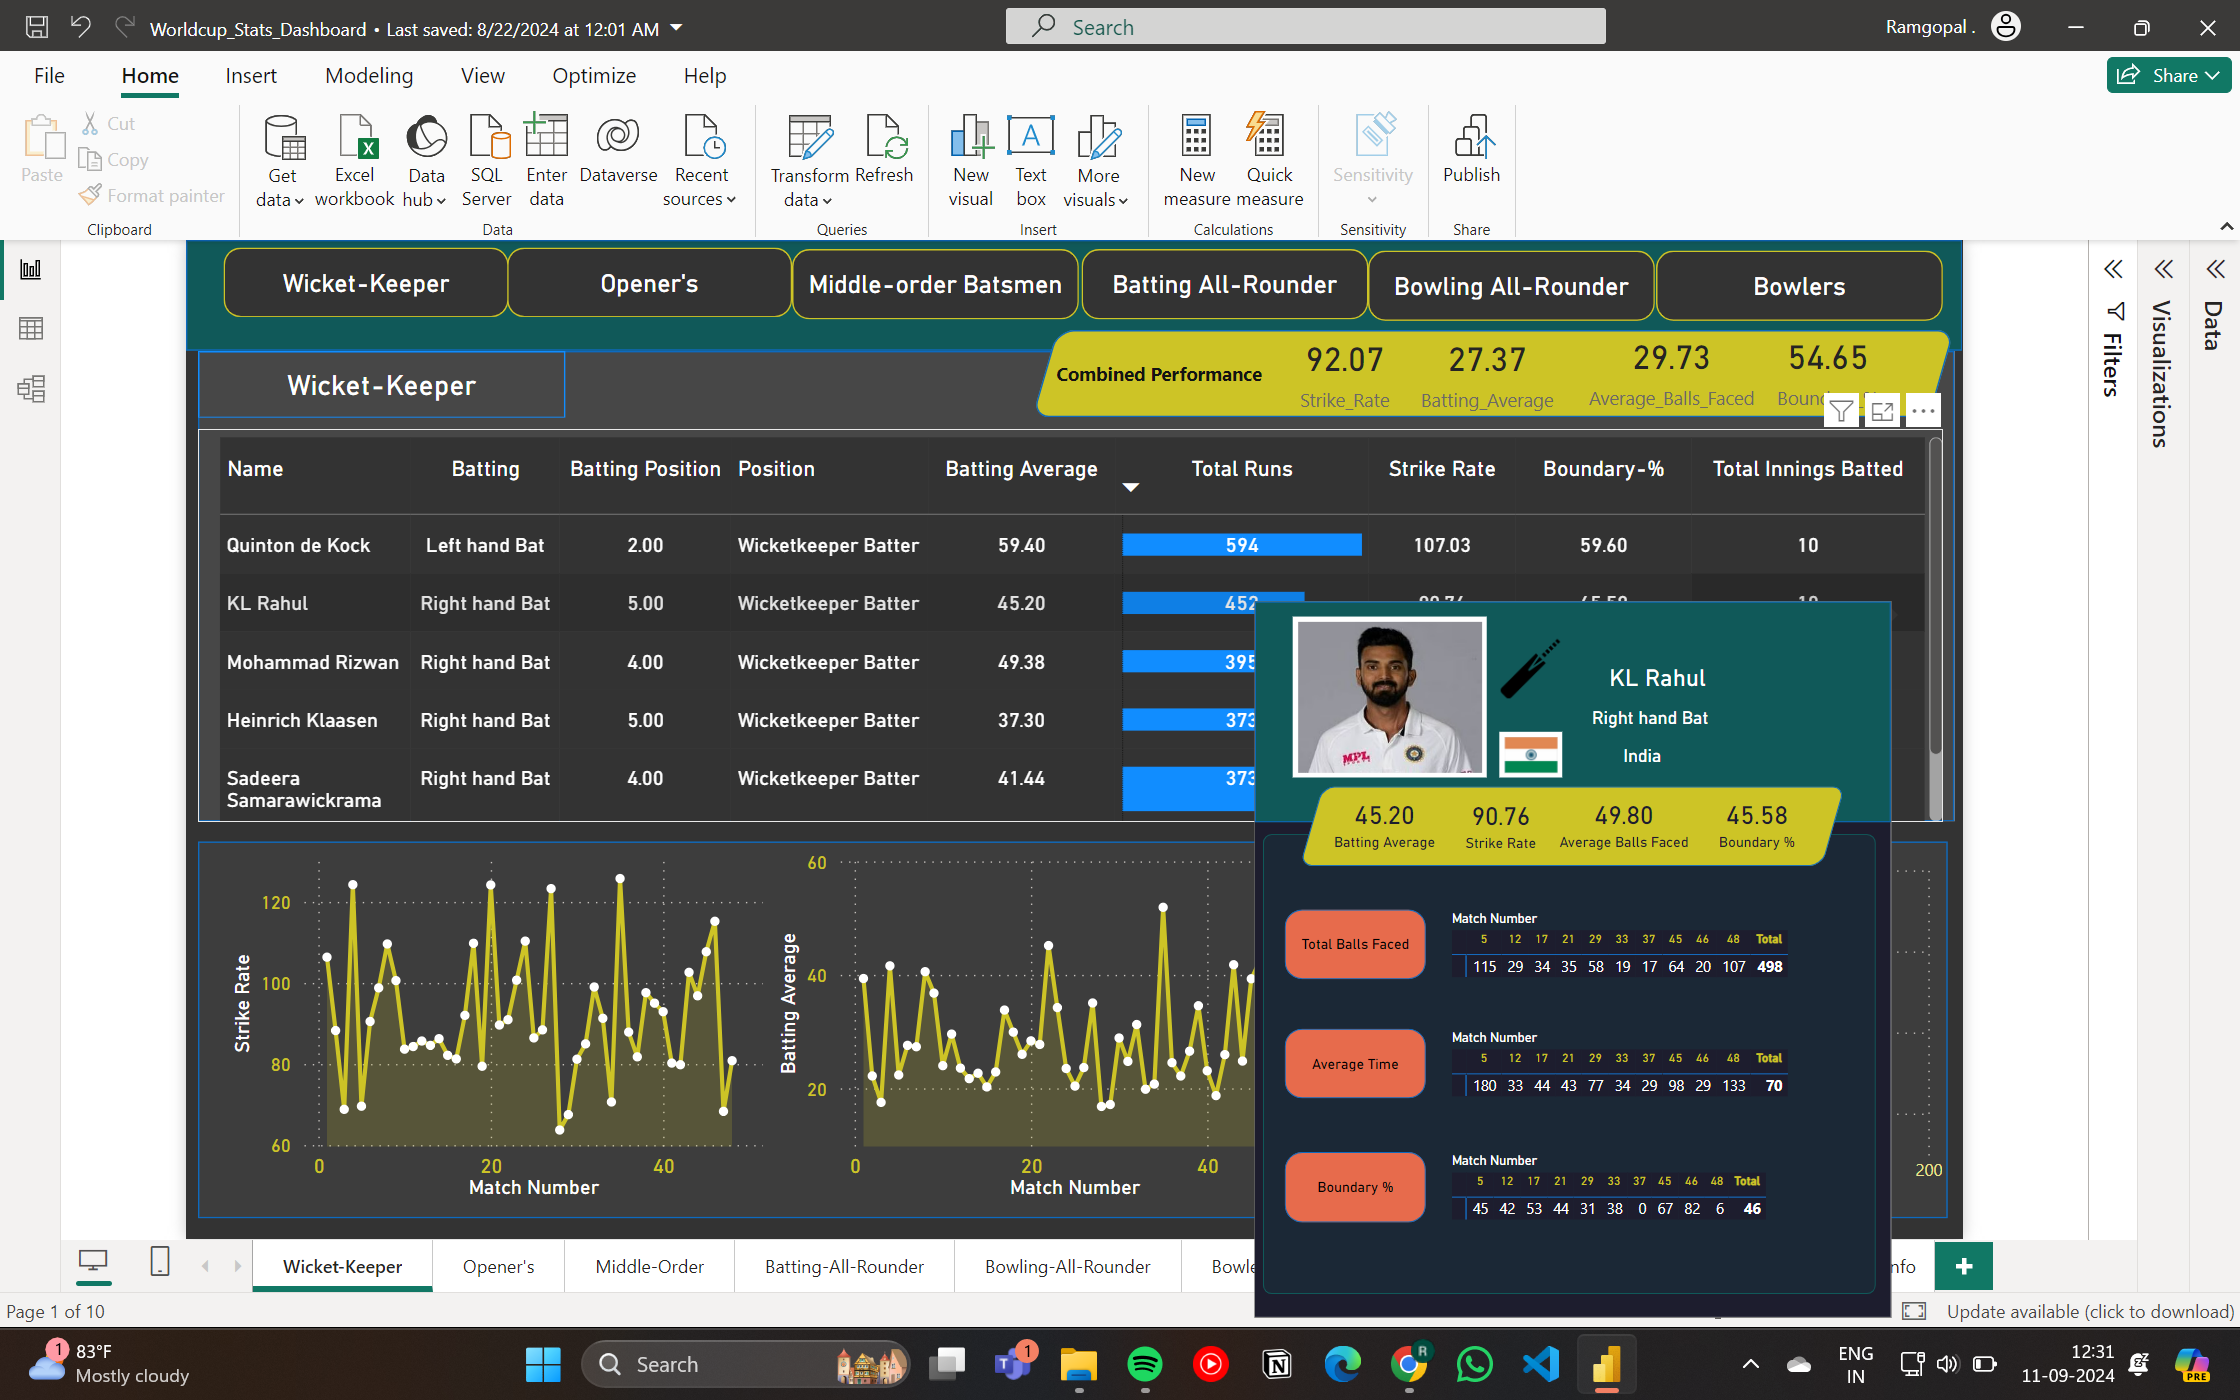 Worldcup_Stats_Dashboard • Last saved: 8/22/2024 at 12:01 AM
Search
Ramgopal .
File Home Insert Modeling View Optimize Help
Share
Paste
Cut
Copy
Format painter
Clipboard
Get data
Excel workbook
Data hub
SQL Server
Enter data
Dataverse
Recent sources
Data
Transform data
Refresh
Queries
New visual
Text box
More visuals
Insert
New measure
Quick measure
Calculations
Sensitivity
Sensitivity
Publish
Share
Wicket-Keeper Opener's Middle-order Batsmen Batting All-Rounder Bowling All-Rounder Bowlers
Filters
Visualizations
Data
Wicket-Keeper
Combined Performance
92.07 27.37 29.73 54.65
Strike_Rate Batting_Average Average_Balls_Faced
Name Batting Batting Position Position Batting Average Total Runs Strike Rate Boundary-% Total Innings Batted
Quinton de Kock Left hand Bat 2.00 Wicketkeeper Batter 59.40 594 107.03 59.60 10
KL Rahul Right hand Bat 5.00 Wicketkeeper Batter 45.20 452
Mohammad Rizwan Right hand Bat 4.00 Wicketkeeper Batter 49.38 395
Heinrich Klaasen Right hand Bat 5.00 Wicketkeeper Batter 37.30 373
Sadeera Samarawickrama Right hand Bat 4.00 Wicketkeeper Batter 41.44 373
KL Rahul
Right hand Bat
India
MPL
45.20 90.76 49.80 45.58
Batting Average Strike Rate Average Balls Faced Boundary %
Total Balls Faced
Match Number
5 12 17 21 29 33 37 45 46 48 Total
115 29 34 35 58 19 17 64 20 107 498
Average Time
Match Number
5 12 17 21 29 33 37 45 46 48 Total
180 33 44 43 77 34 29 98 29 133 70
Boundary %
Match Number
5 12 17 21 29 33 37 45 46 48 Total
45 42 53 44 31 38 0 67 82 6 46
Strike Rate
120
100
80
60
0 20 40
Match Number
Batting Average
60
40
20
0 20 40
Match Number
200
Wicket-Keeper Opener's Middle-Order Batting-All-Rounder Bowling-All-Rounder
Page 1 of 10
Update available (click to download)
1
83°F
Mostly cloudy
Search
1
R
ENG
IN
12:31
11-09-2024
PRE